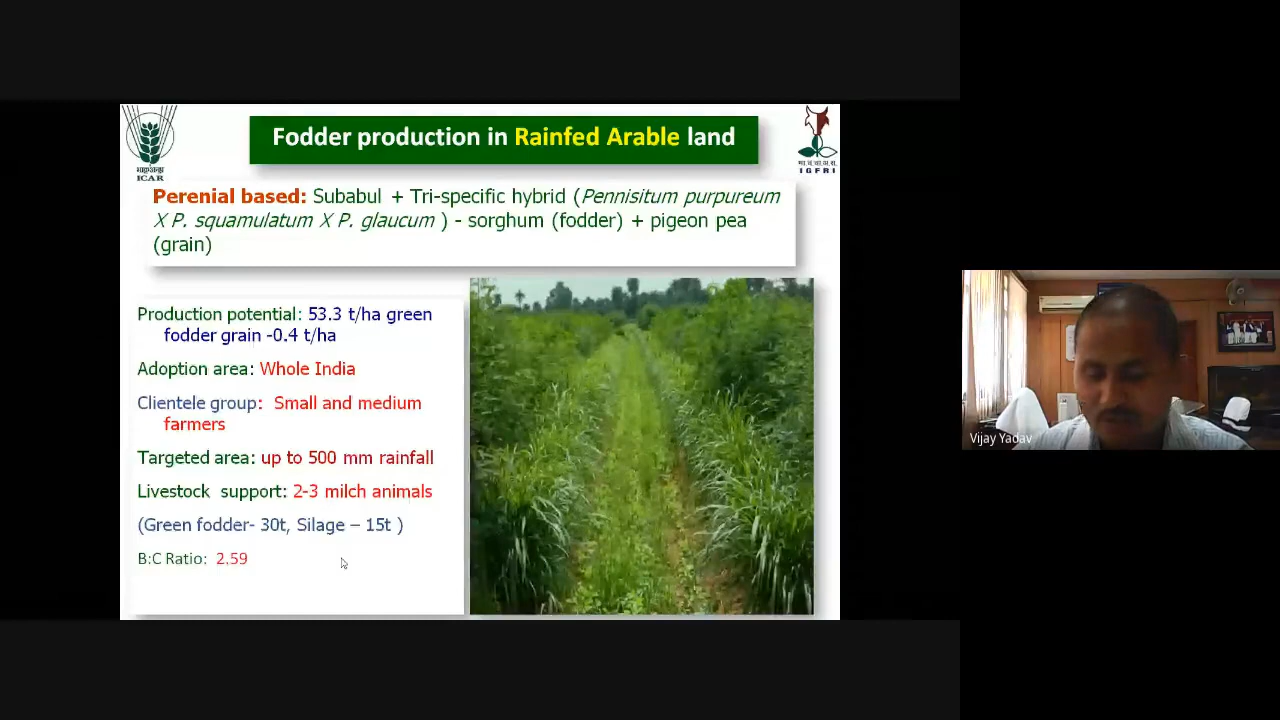 Fodder production in Rainfed Arable land
ICAR
IGFRI
Perenial based: Subabul + Tri-specific hybrid (Pennisitum purpureum
X P. squamulatum X P. glaucum ) - sorghum (fodder) + pigeon pea
(grain)
Production potential: 53.3 t/ha green
fodder grain -0.4 t/ha
Adoption area: Whole India
Clientele group: Small and medium
farmers
Targeted area: up to 500 mm rainfall
Livestock support: 2-3 milch animals
(Green fodder- 30t, Silage – 15t )
B:C Ratio: 2.59
Vijay Yadav